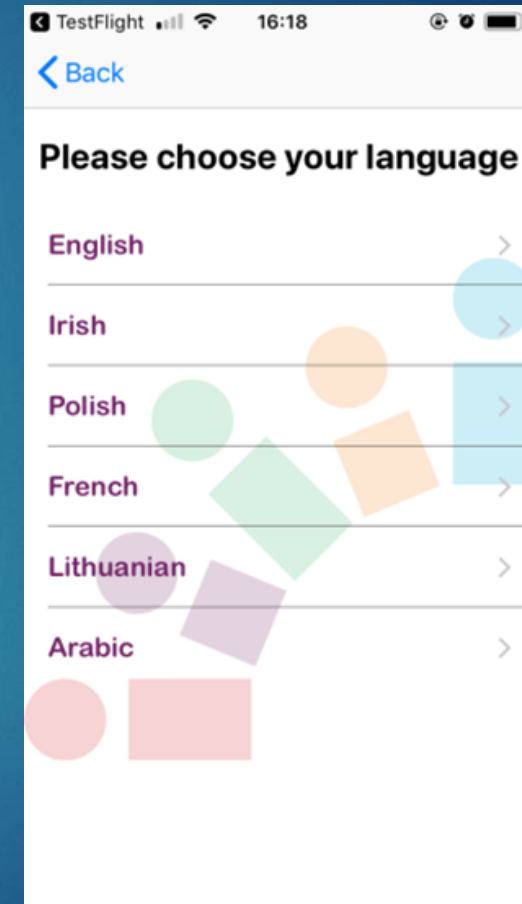 TestFlight 16:18
Back
Please choose your language
English
Irish
Polish
French
Lithuanian
Arabic